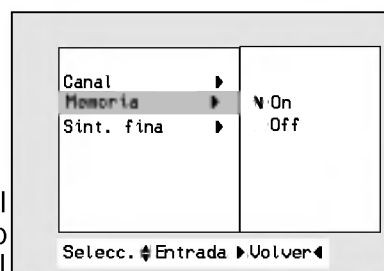 Canal ▶
Memoria ▶ On
Sint. fina ▶ Off
Selecc. Entrada ▶ Volver ◀